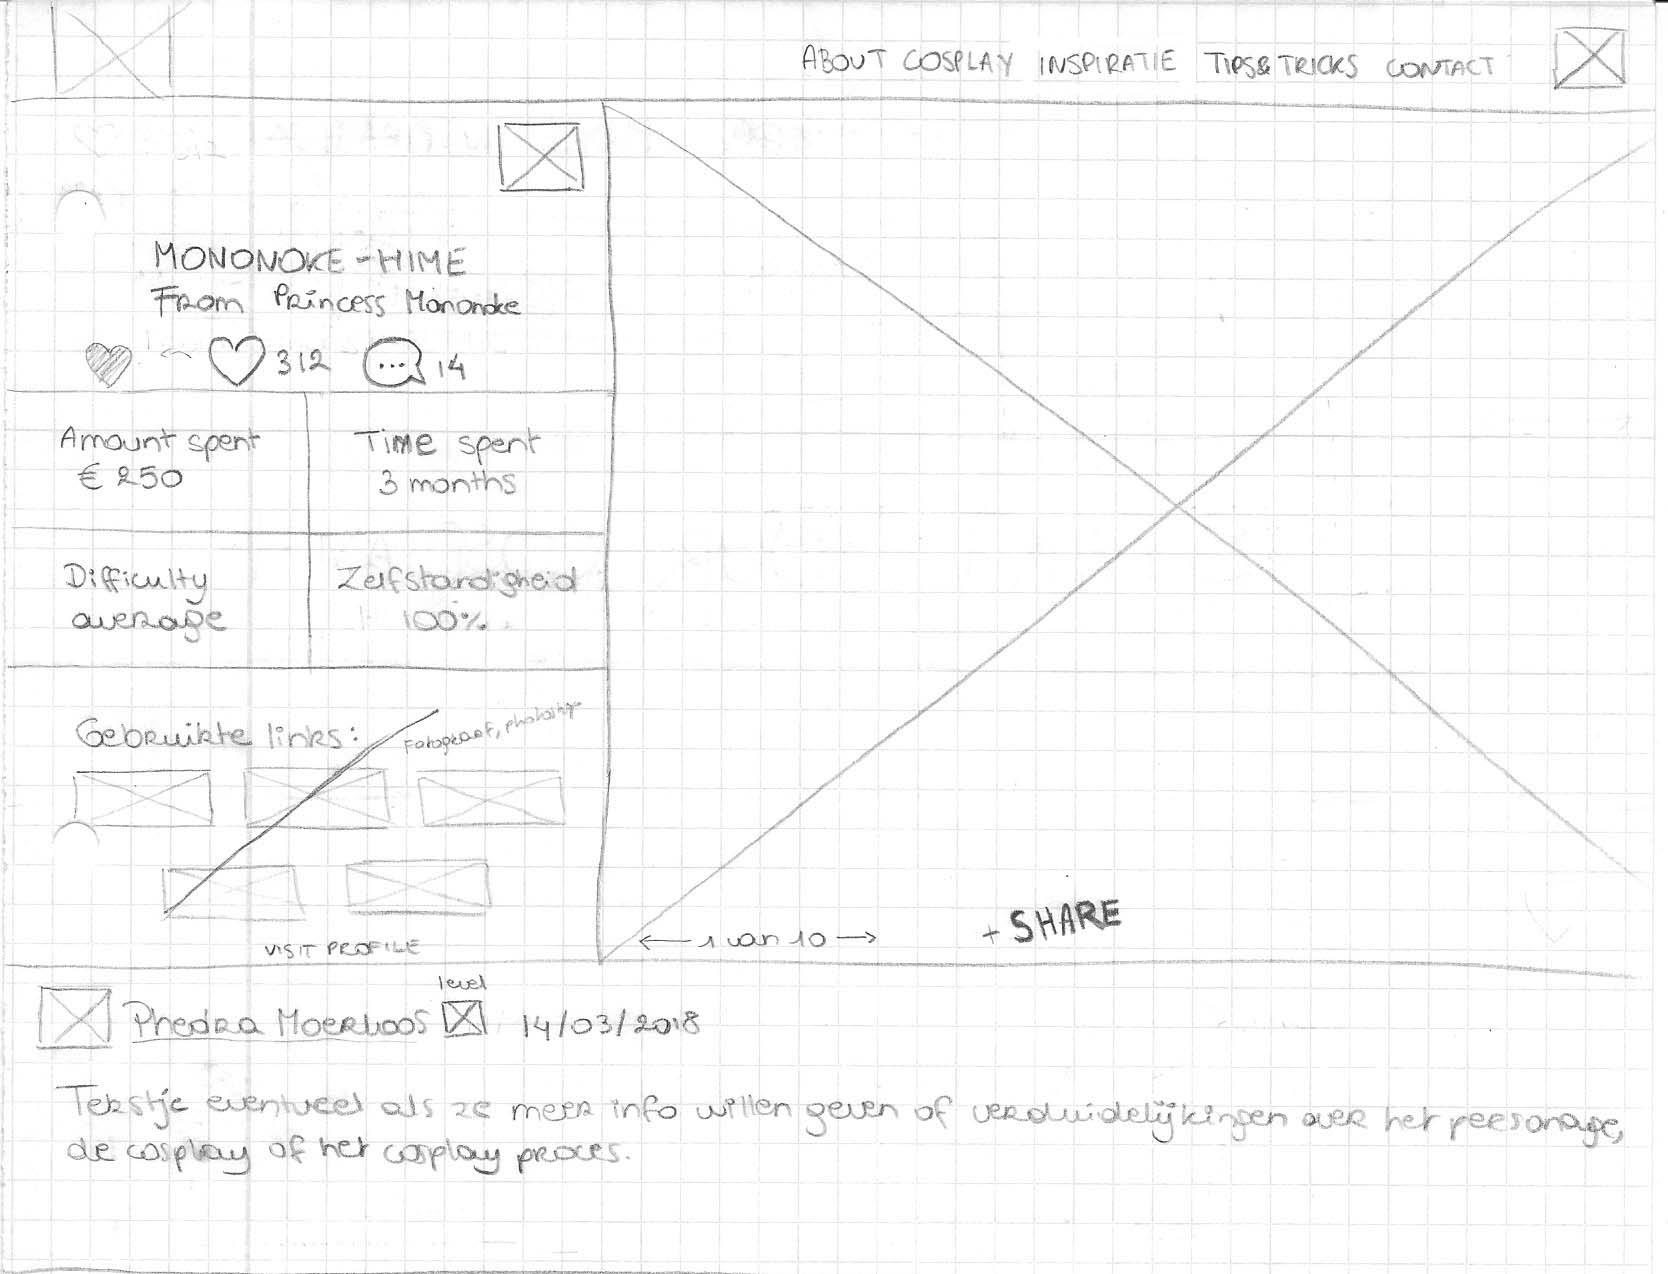 ABOUT COSPLAY INSPIRATIE TIPS&TRICKS CONTACT
MONONOKE-HIME
From Princess Mononoke
312 14
Amount spent
€ 250
Time spent
3 months
Difficulty
average
Zelfstandigheid
100%
Gebruikte links:
Fotograaf,
VISIT PROFILE
← 1 van 10 →
+ SHARE
level
Phedra Moerloos 14/03/2018
Tekstje eventueel als ze meer info willen geven of verduidelijkingen over het personage,
de cosplay of het cosplay proces.